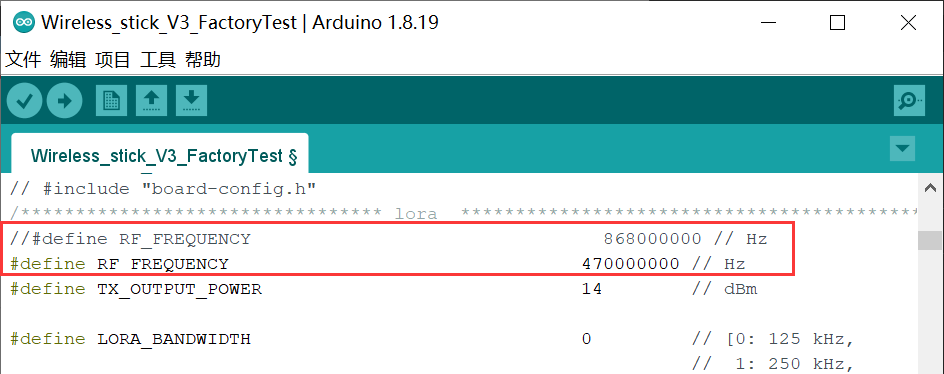 Wireless_stick_V3_FactoryTest | Arduino 1.8.19
文件 编辑 项目 工具 帮助
Wireless_stick_V3_FactoryTest §
// #include "board-config.h"
/********************************* lora  ******************************************
//#define RF_FREQUENCY                                868000000 // Hz
#define RF_FREQUENCY                                470000000 // Hz
#define TX_OUTPUT_POWER                             14        // dBm
#define LORA_BANDWIDTH                              0         // [0: 125 kHz,
//  1: 250 kHz,